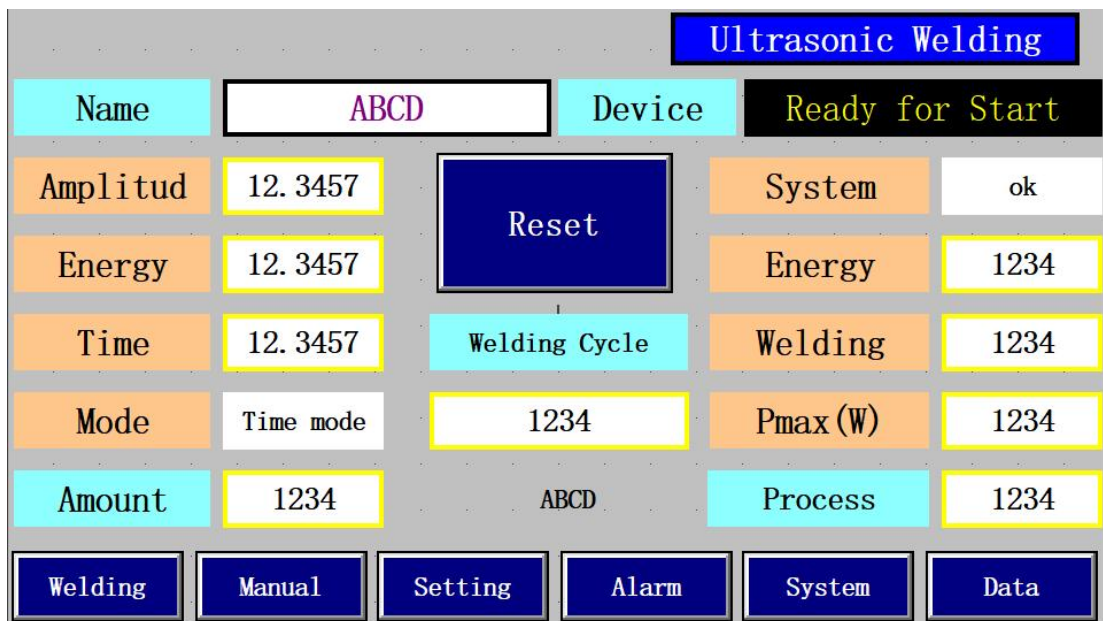 Ultrasonic Welding
Name ABCD Device Ready for Start
Amplitud 12.3457 Reset System ok
Energy 12.3457 Energy 1234
Time 12.3457 Welding Cycle Welding 1234
Mode Time mode 1234 Pmax(W) 1234
Amount 1234 ABCD Process 1234
Welding Manual Setting Alarm System Data